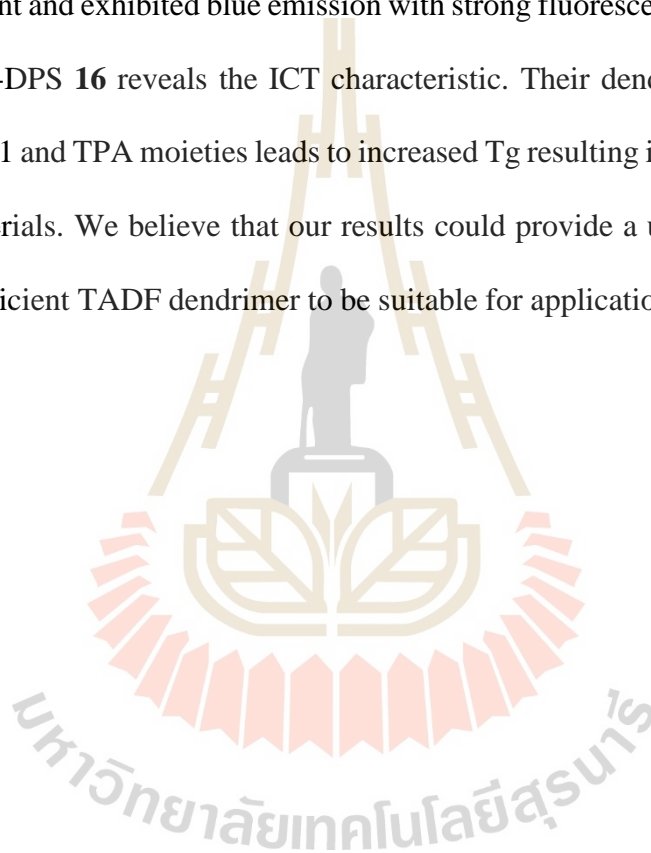 nt and exhibited blue emission with strong fluoresce
-DPS 16 reveals the ICT characteristic. Their dend
1 and TPA moieties leads to increased Tg resulting i
erials. We believe that our results could provide a u
icient TADF dendrimer to be suitable for applicatio
มหาวิทยาลัยเทคโนโลยีสุรนารี